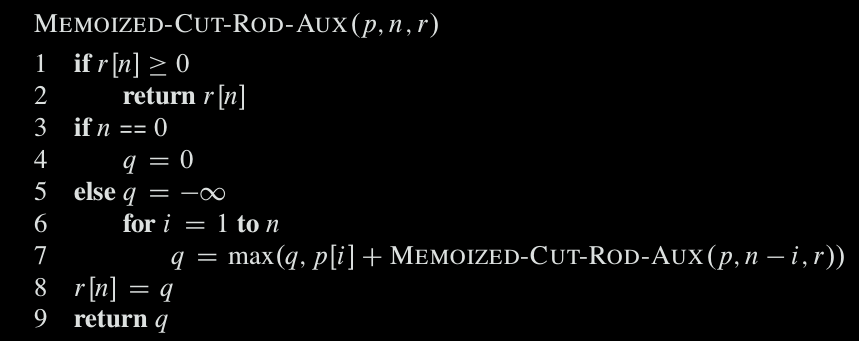 MEMOIZED-CUT-ROD-AUX(p, n, r)
1 if r[n] ≥ 0
2 return r[n]
3 if n == 0
4 q = 0
5 else q = −∞
6 for i = 1 to n
7 q = max(q, p[i] + MEMOIZED-CUT-ROD-AUX(p, n − i, r))
8 r[n] = q
9 return q